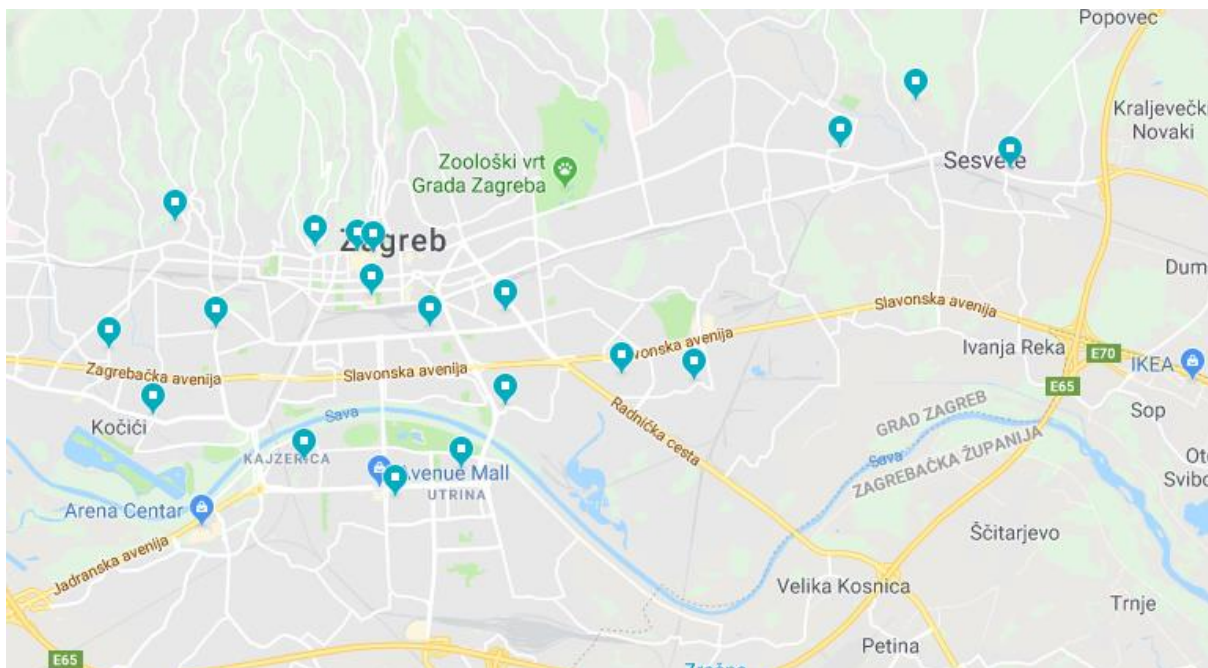 Popovec
Kraljevečki
Novaki
Zoološki vrt
Grada Zagreba
Sesvete
Zagreb
Dum
Slavonska avenija
vonska avenija
Ivanja Reka
E70
IKEA
Zagrebačka avenija
Slavonska avenija
E65
Sop
Kočići
Sava
Radnička cesta
GRAD ZAGREB
Sava
ZAGREBAČKA ŽUPANIJA
Oto
Svibo
KAJZERICA
Avenue Mall
UTRINA
Arena Centar
Ščitarjevo
Jadranska avenija
Velika Kosnica
Trnje
Petina
E65